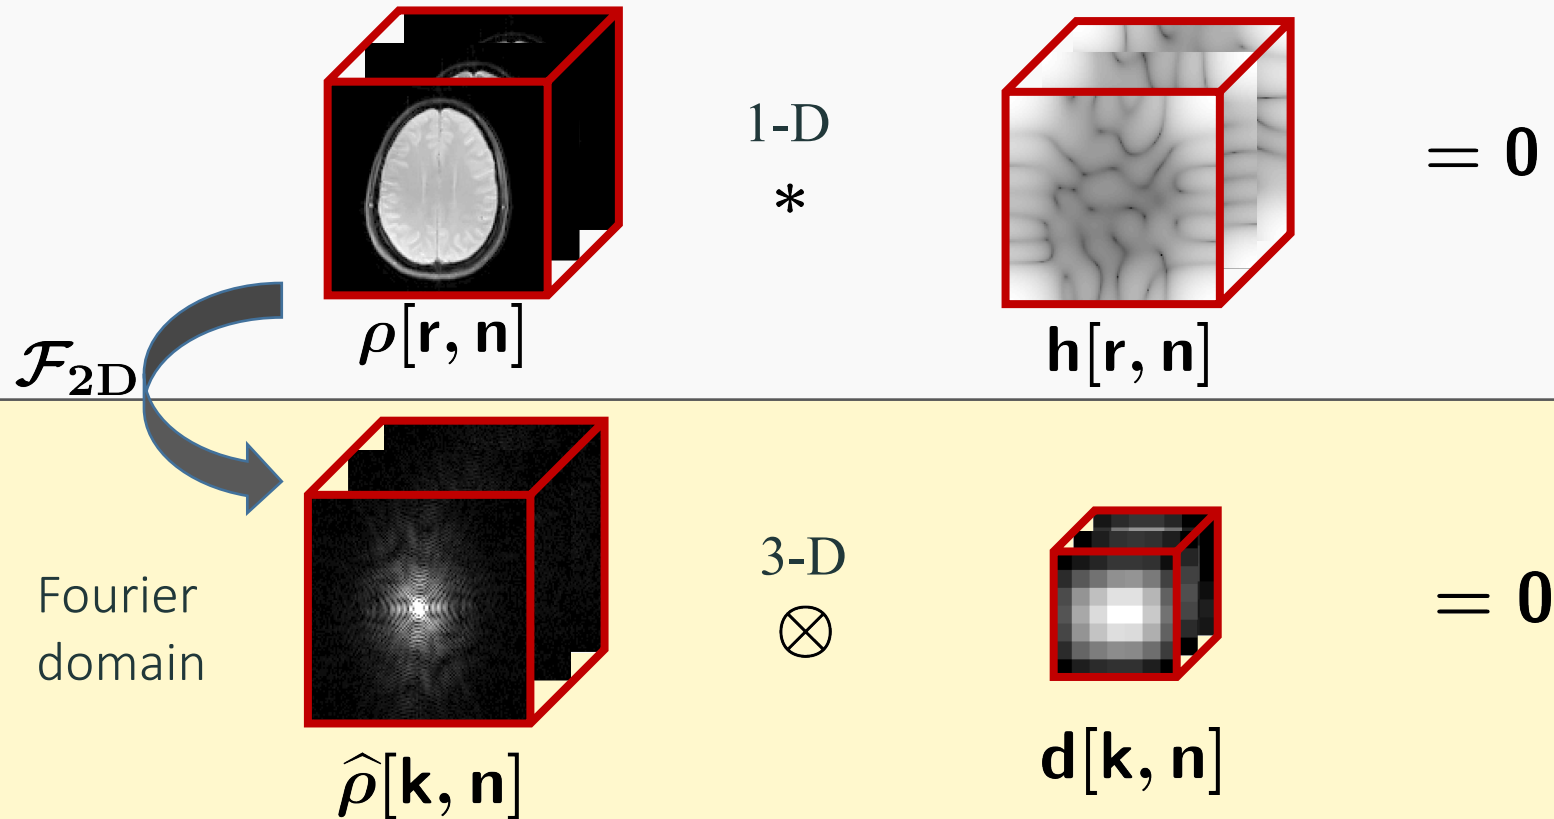 1-D
*
= 0
ρ[r, n]
h[r, n]
ℱ2D
Fourier
domain
3-D
⊗
= 0
ρ̂[k, n]
d[k, n]